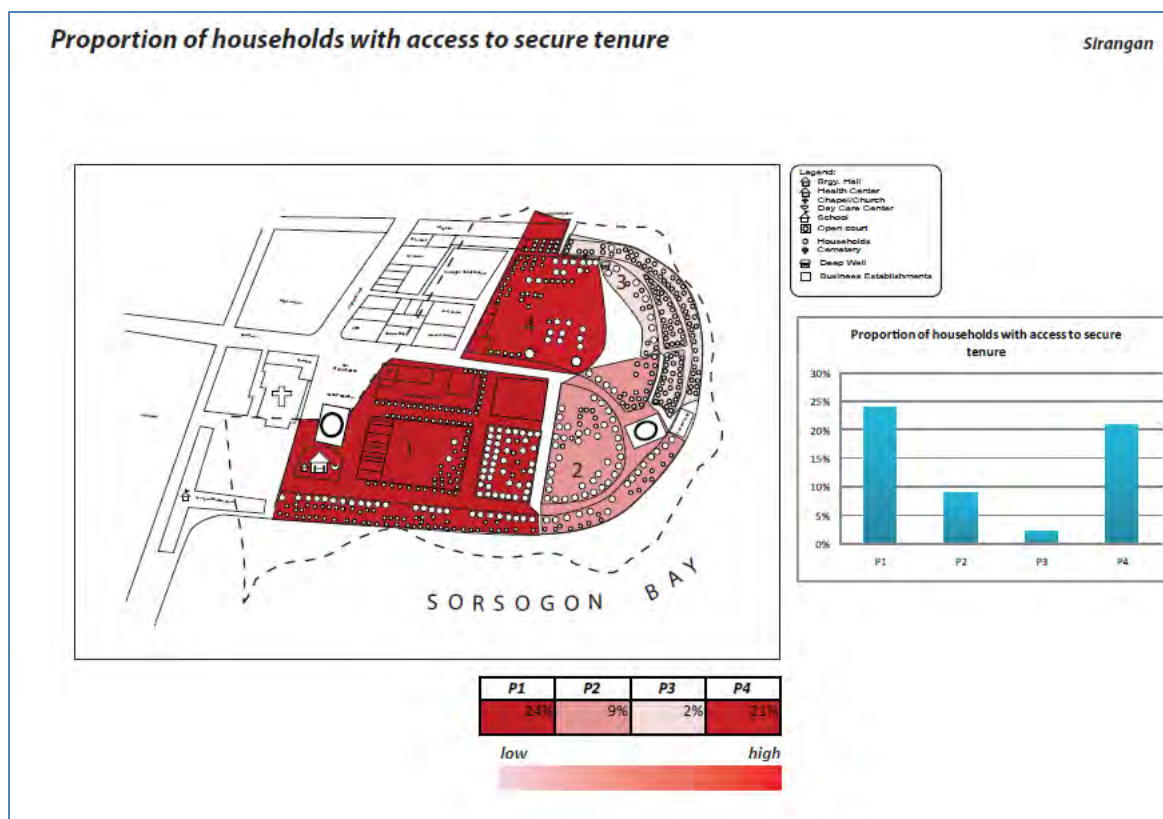 Proportion of households with access to secure tenure
Sirangan
Legend:
Brgy. Hall
Health Center
Chapel/Church
Day Care Center
School
Open court
Households
Cemetary
Deep Well
Business Establishments
3
4
1
2
SORSOGON BAY
Proportion of households with access to secure
tenure
30%
25%
20%
15%
10%
5%
0%
P1 P2 P3 P4
P1 P2 P3 P4
24% 9% 2% 21%
low high